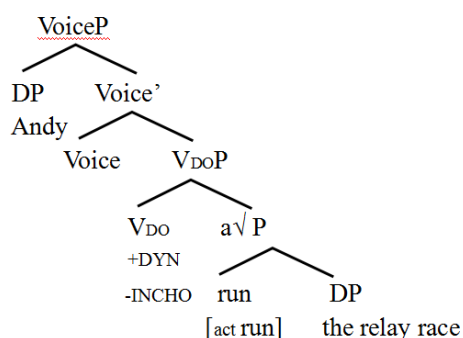 VoiceP
DP Voice’
Andy
Voice VDOP
VDO a√ P
+DYN
-INCHO run DP
[act run] the relay race